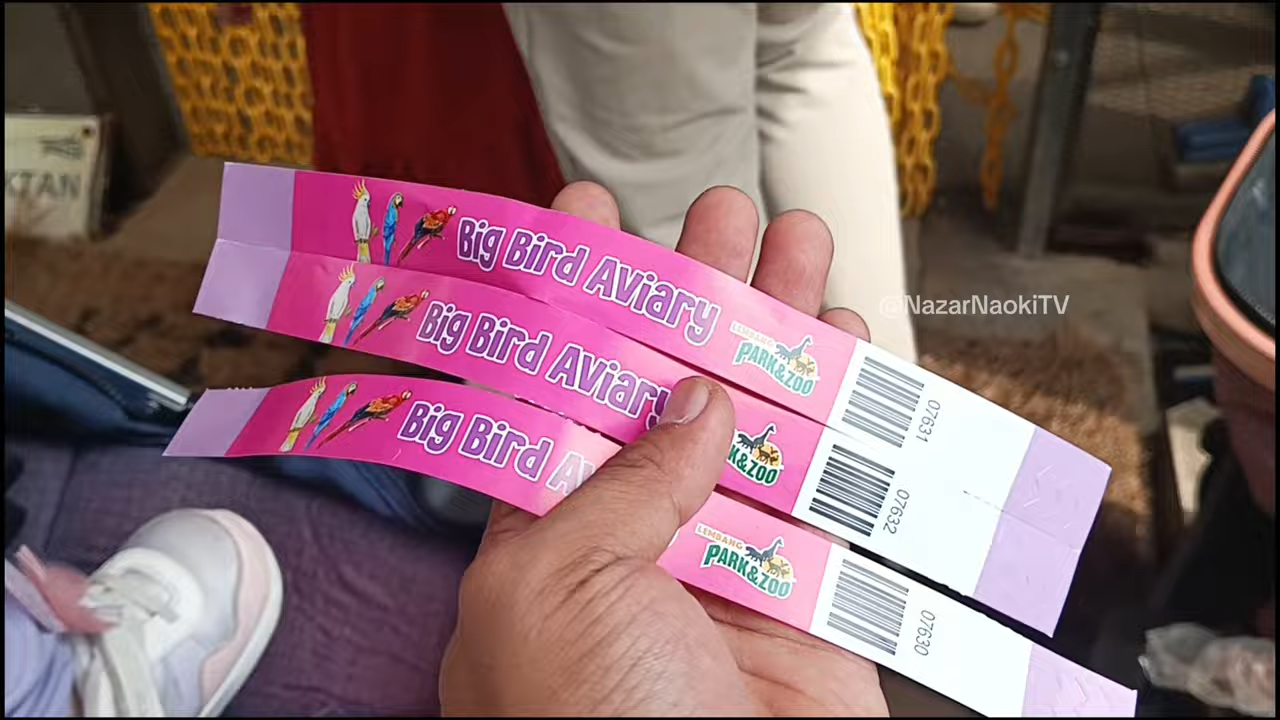 KTAN
Big Bird Aviary
LEMBANG
PARK&ZOO
07631
Big Bird Aviary
K&ZOO
07632
Big Bird A
LEMBANG
PARK&ZOO
07630
@NazarNaokiTV